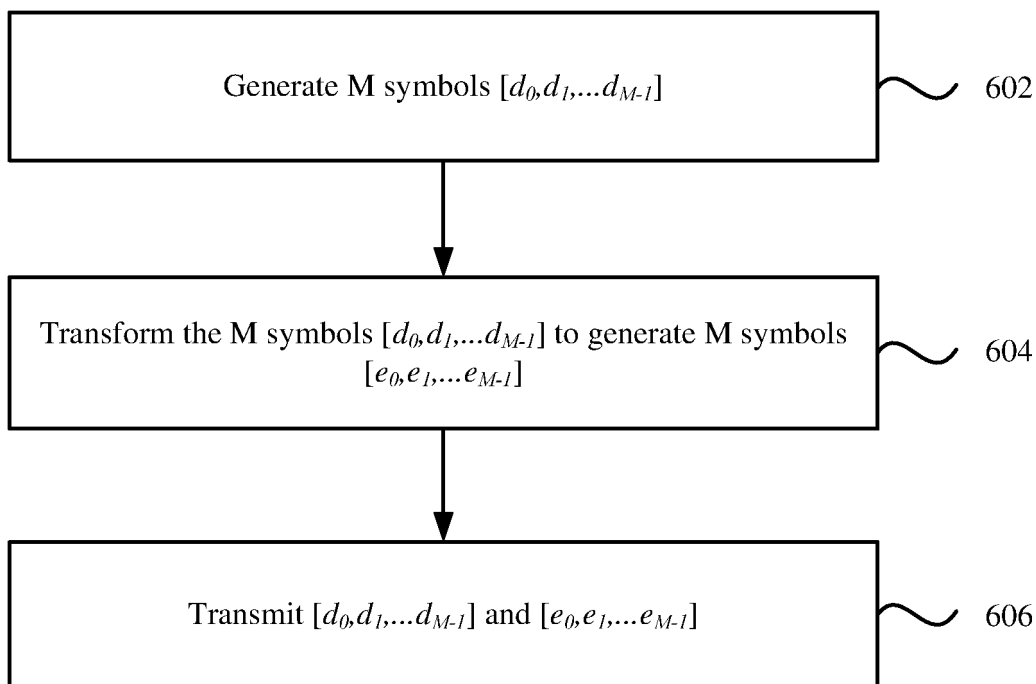 Generate M symbols [d0,d1,...dM-1]
602
Transform the M symbols [d0,d1,...dM-1] to generate M symbols
[e0,e1,...eM-1]
604
Transmit [d0,d1,...dM-1] and [e0,e1,...eM-1]
606